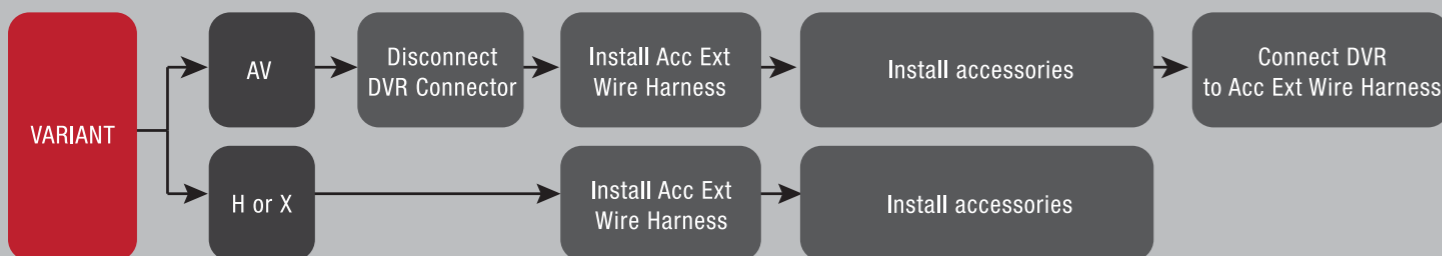 VARIANT
AV
Disconnect
DVR Connector
Install Acc Ext
Wire Harness
Install accessories
Connect DVR
to Acc Ext Wire Harness
H or X
Install Acc Ext
Wire Harness
Install accessories